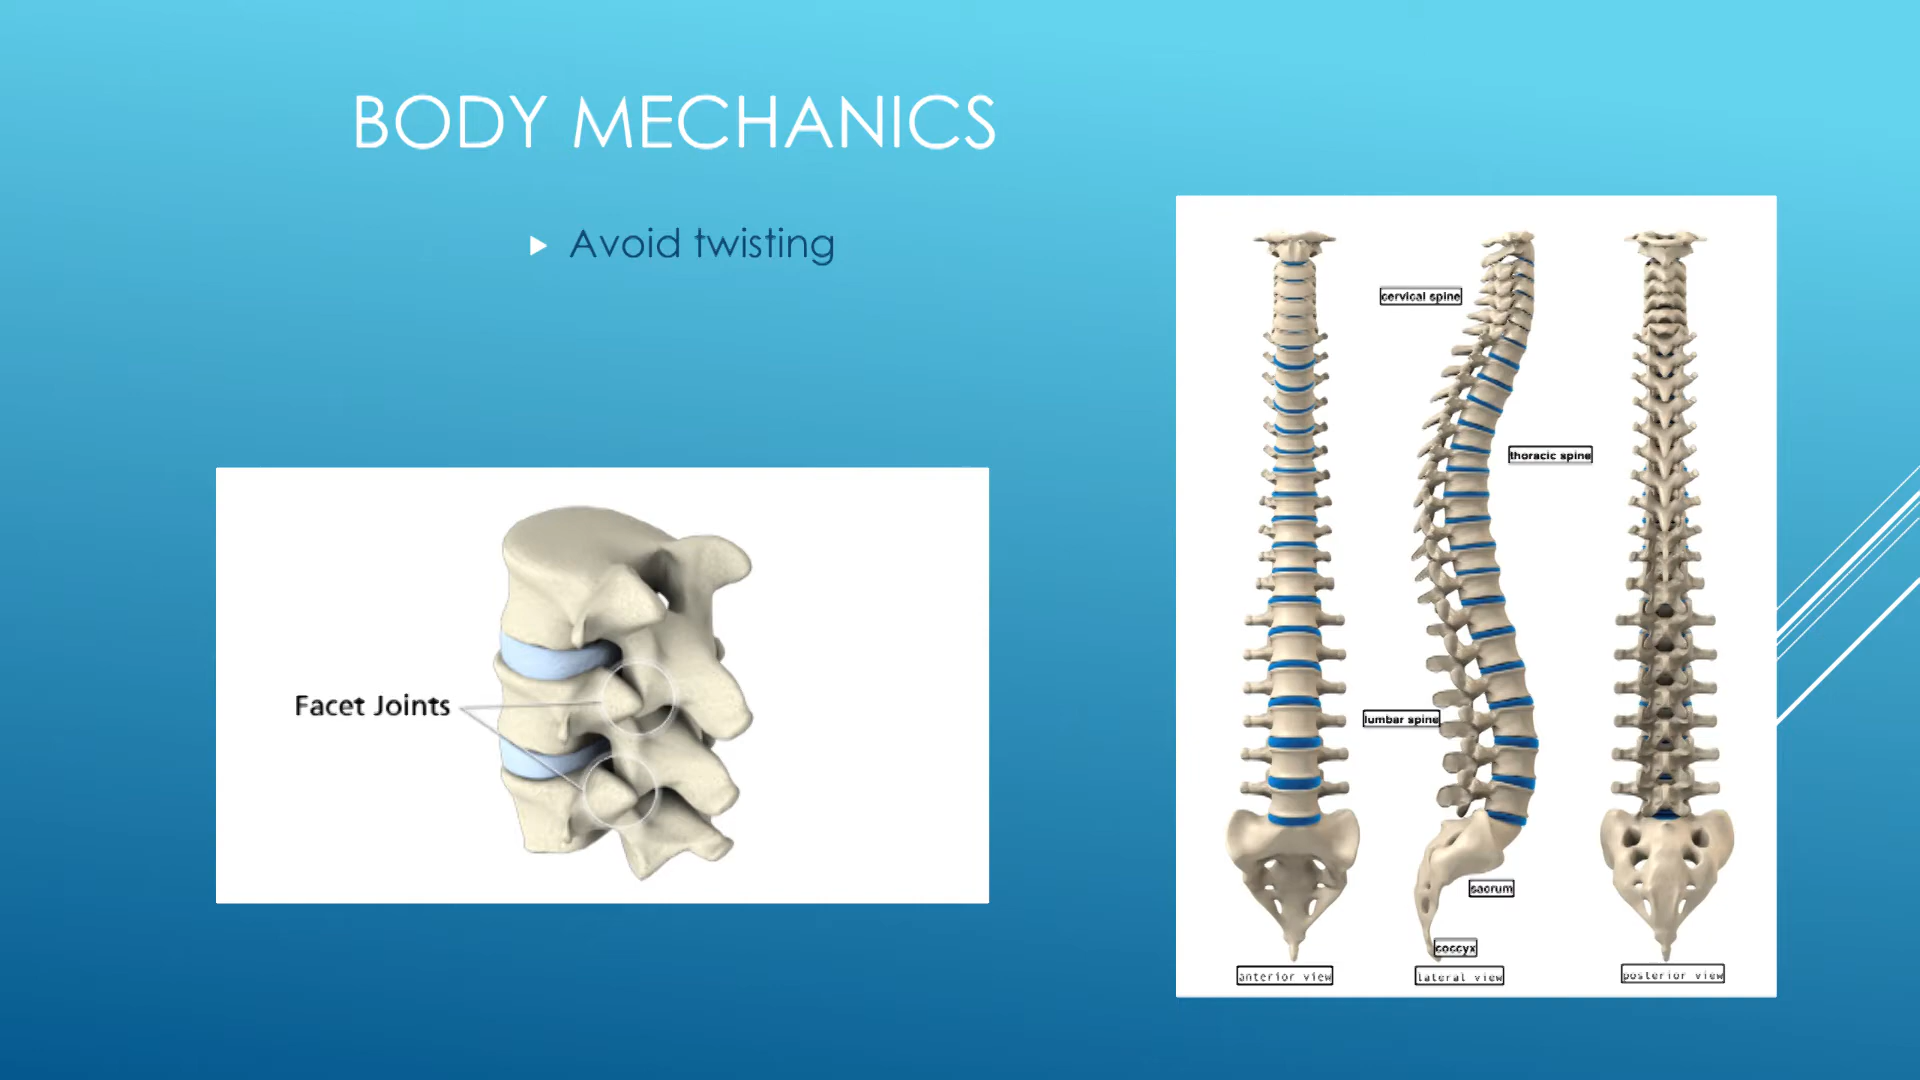 BODY MECHANICS
Avoid twisting
Facet Joints
cervical spine
thoracic spine
lumbar spine
sacrum
coccyx
anterior view
lateral view
posterior view